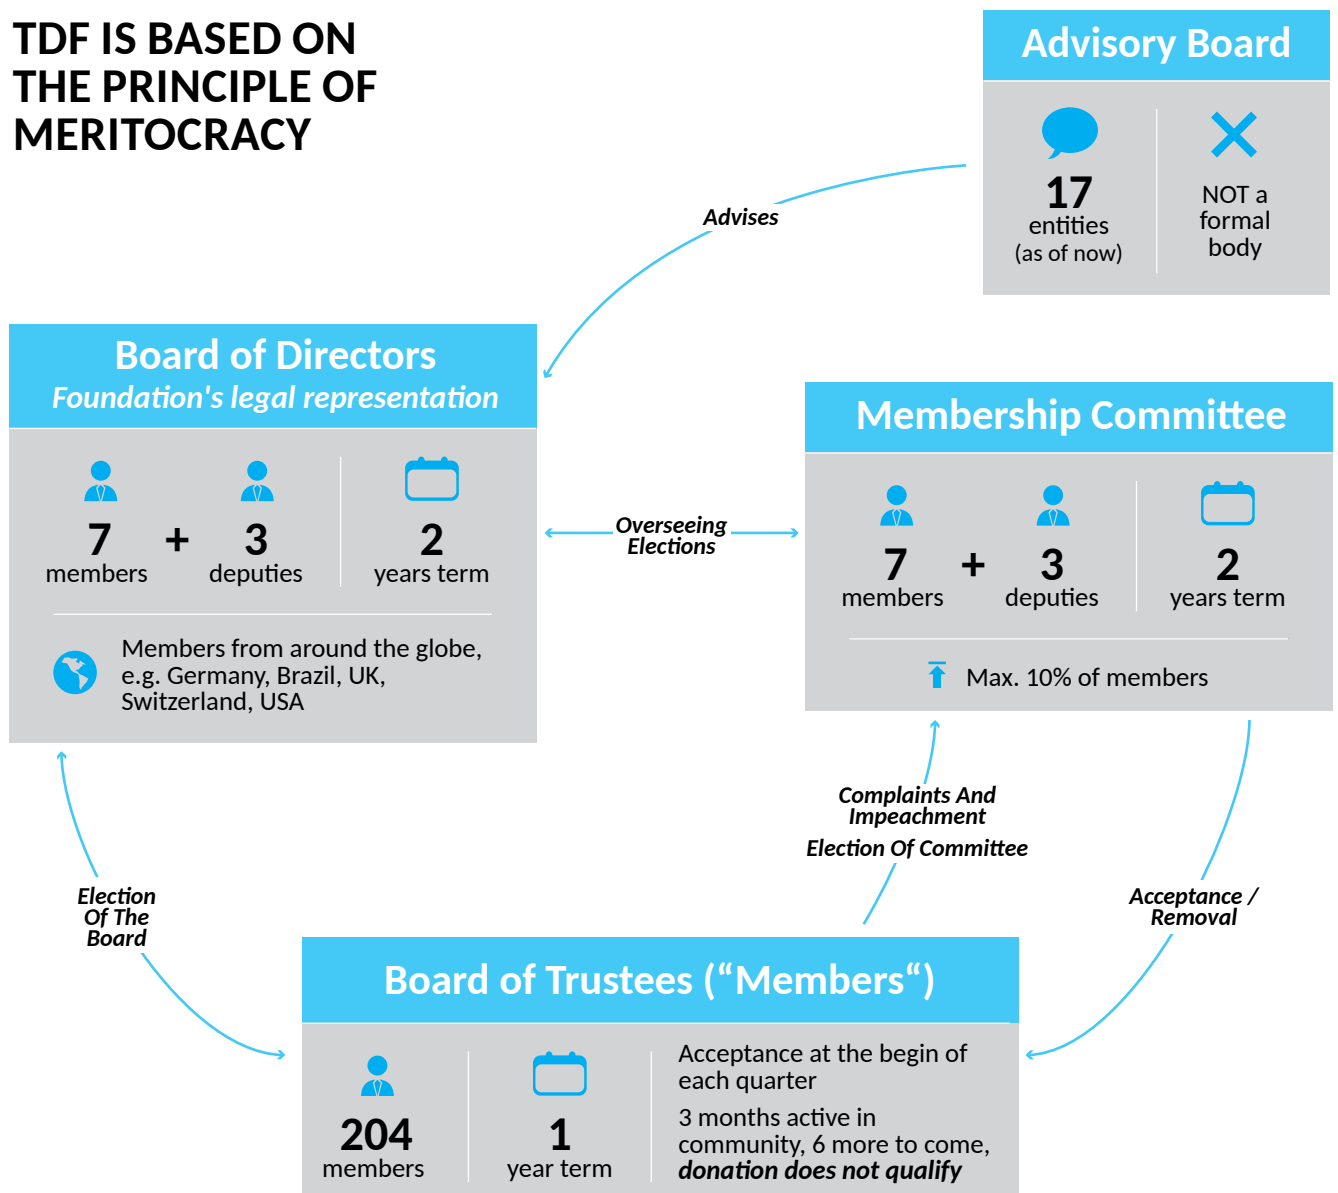 TDF IS BASED ON
THE PRINCIPLE OF
MERITOCRACY
Advisory Board
17
entities
(as of now)
NOT a
formal
body
Advises
Board of Directors
Foundation's legal representation
7
members
+
3
deputies
2
years term
Members from around the globe,
e.g. Germany, Brazil, UK,
Switzerland, USA
Overseeing
Elections
Membership Committee
7
members
+
3
deputies
2
years term
Max. 10% of members
Complaints And
Impeachment
Election Of Committee
Acceptance /
Removal
Election
Of The
Board
Board of Trustees (“Members“)
204
members
1
year term
Acceptance at the begin of
each quarter
3 months active in
community, 6 more to come,
donation does not qualify